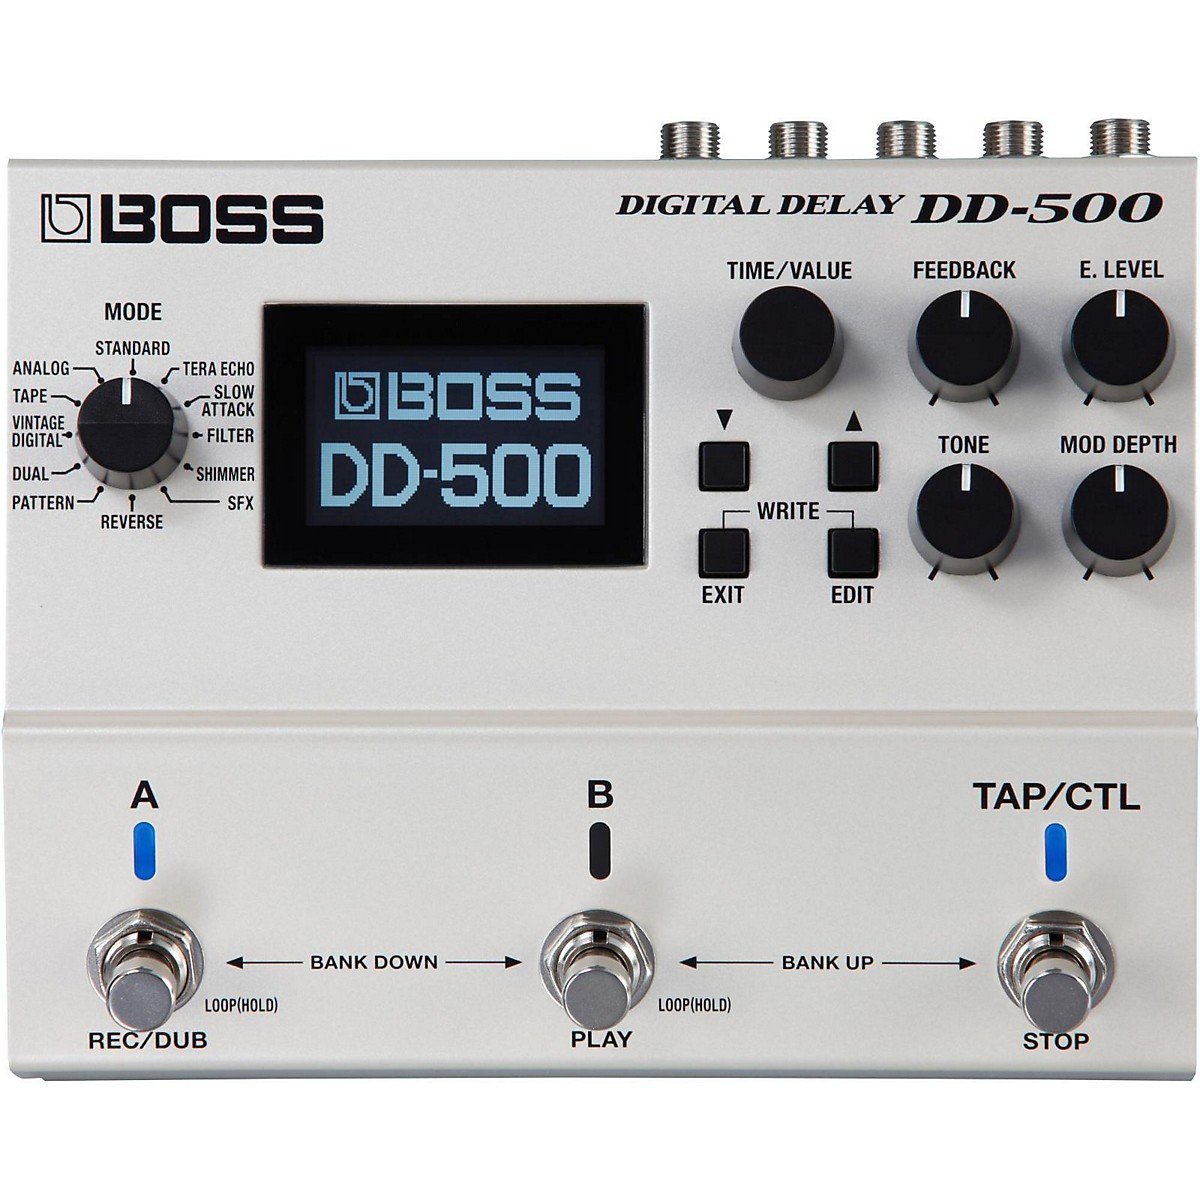 BOSS
DIGITAL DELAY DD-500
MODE
STANDARD
ANALOG
TAPE
VINTAGE
DIGITAL
DUAL
PATTERN
REVERSE
TERA ECHO
SLOW
ATTACK
FILTER
SHIMMER
SFX
BOSS
DD-500
TIME/VALUE
FEEDBACK
E. LEVEL
▼
▲
TONE
MOD DEPTH
WRITE
EXIT
EDIT
A
B
TAP/CTL
BANK DOWN
BANK UP
LOOP(HOLD)
LOOP(HOLD)
REC/DUB
PLAY
STOP